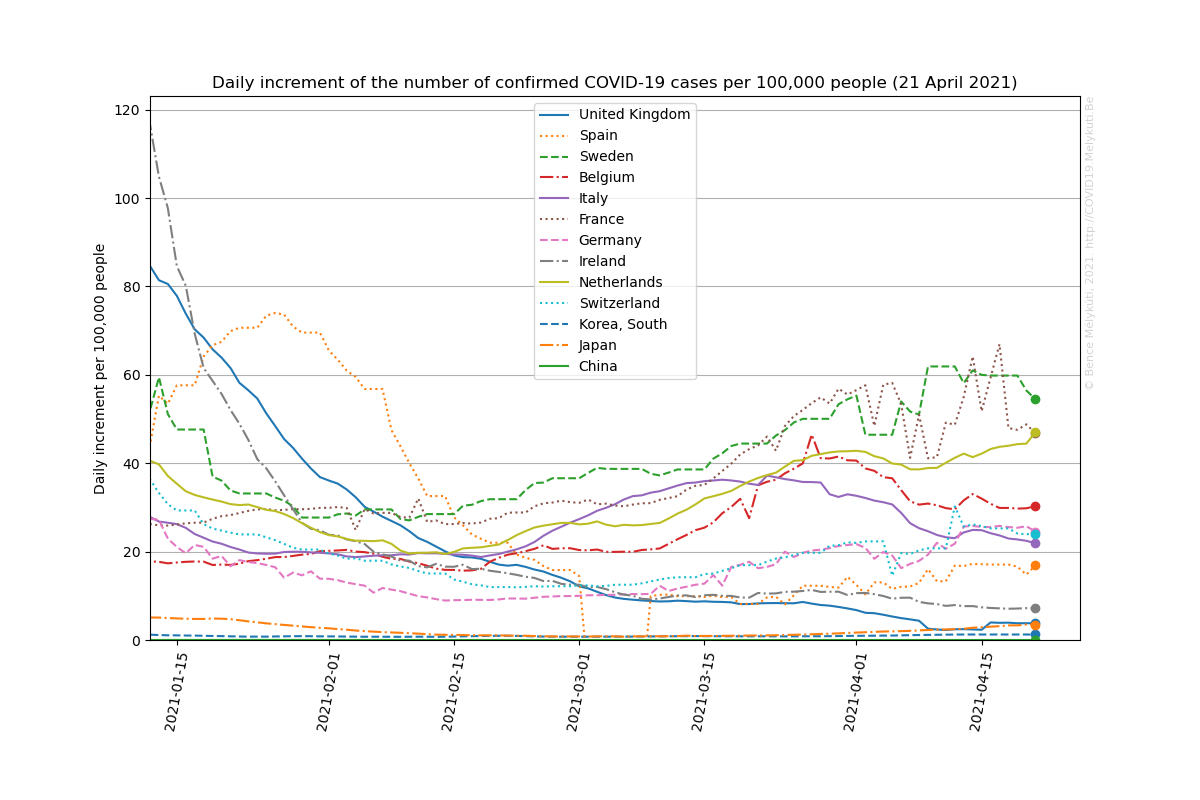 Daily increment of the number of confirmed COVID-19 cases per 100,000 people (21 April 2021)
Daily increment per 100,000 people
120
100
80
60
40
20
0
United Kingdom
Spain
Sweden
Belgium
Italy
France
Germany
Ireland
Netherlands
Switzerland
Korea, South
Japan
China
2021-01-15
2021-02-01
2021-02-15
2021-03-01
2021-03-15
2021-04-01
2021-04-15
© Bence Mélykúti, 2021 http://COVID19.Melykuti.Be